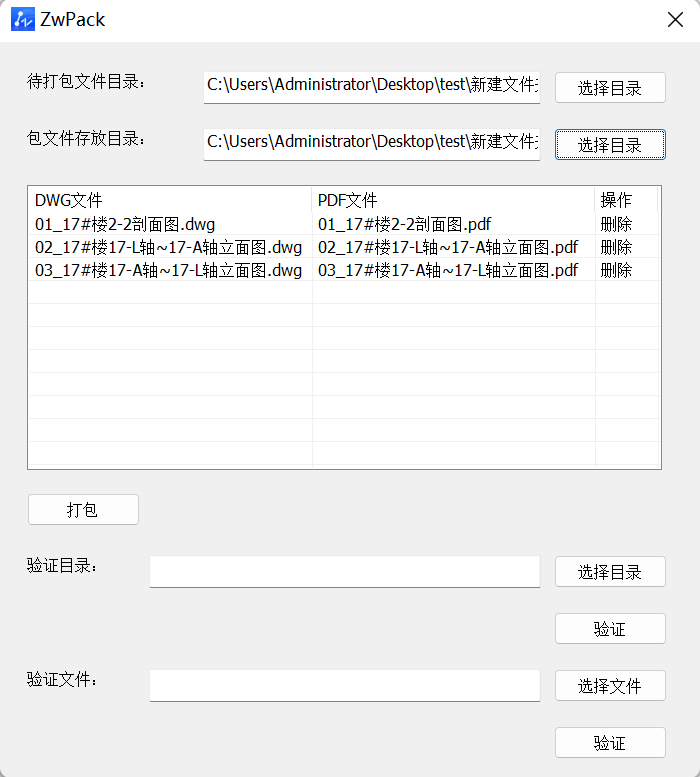 ZwPack
待打包文件目录： C:\Users\Administrator\Desktop\test\新建文件 选择目录
包文件存放目录： C:\Users\Administrator\Desktop\test\新建文件 选择目录
DWG文件 PDF文件 操作
01_17#楼2-2剖面图.dwg 01_17#楼2-2剖面图.pdf 删除
02_17#楼17-L轴~17-A轴立面图.dwg 02_17#楼17-L轴~17-A轴立面图.pdf 删除
03_17#楼17-A轴~17-L轴立面图.dwg 03_17#楼17-A轴~17-L轴立面图.pdf 删除
打包
验证目录： 选择目录
验证
验证文件： 选择文件
验证